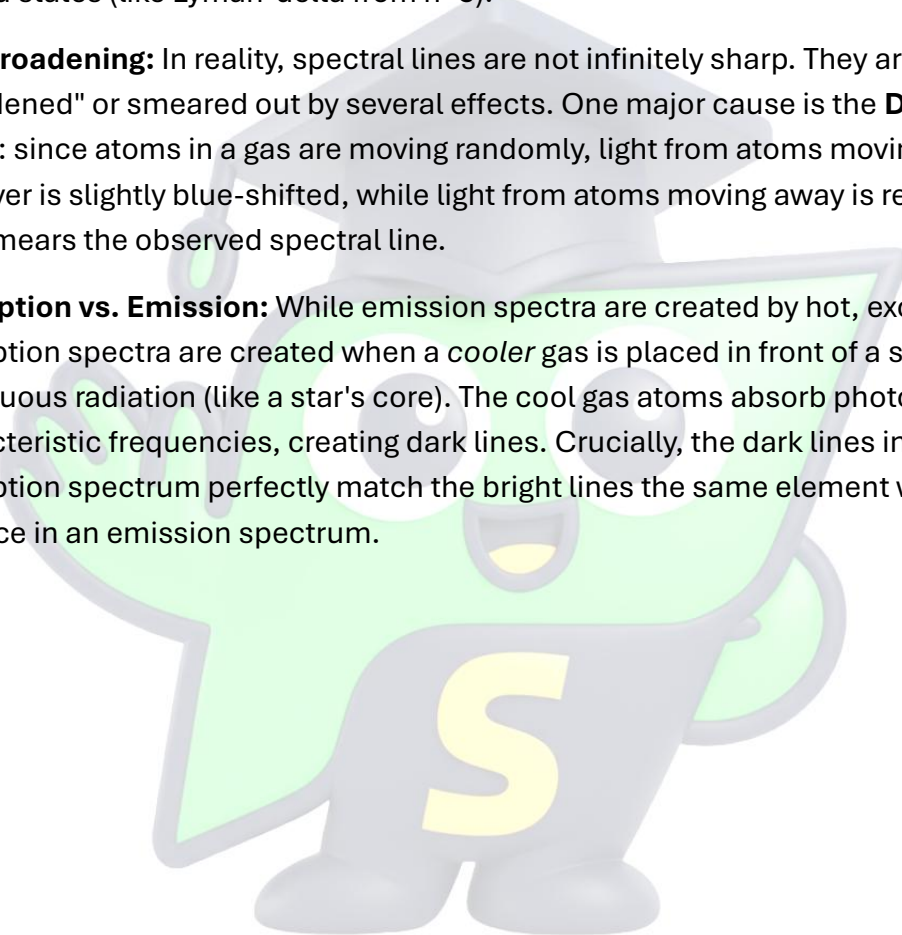 states (like Lyman-delta from n=5).
roadening: In reality, spectral lines are not infinitely sharp. They ar
dened" or smeared out by several effects. One major cause is the D
: since atoms in a gas are moving randomly, light from atoms movin
ver is slightly blue-shifted, while light from atoms moving away is re
mears the observed spectral line.
ption vs. Emission: While emission spectra are created by hot, exc
ption spectra are created when a cooler gas is placed in front of a s
uous radiation (like a star's core). The cool gas atoms absorb photo
cteristic frequencies, creating dark lines. Crucially, the dark lines in
ption spectrum perfectly match the bright lines the same element w
ce in an emission spectrum.
S